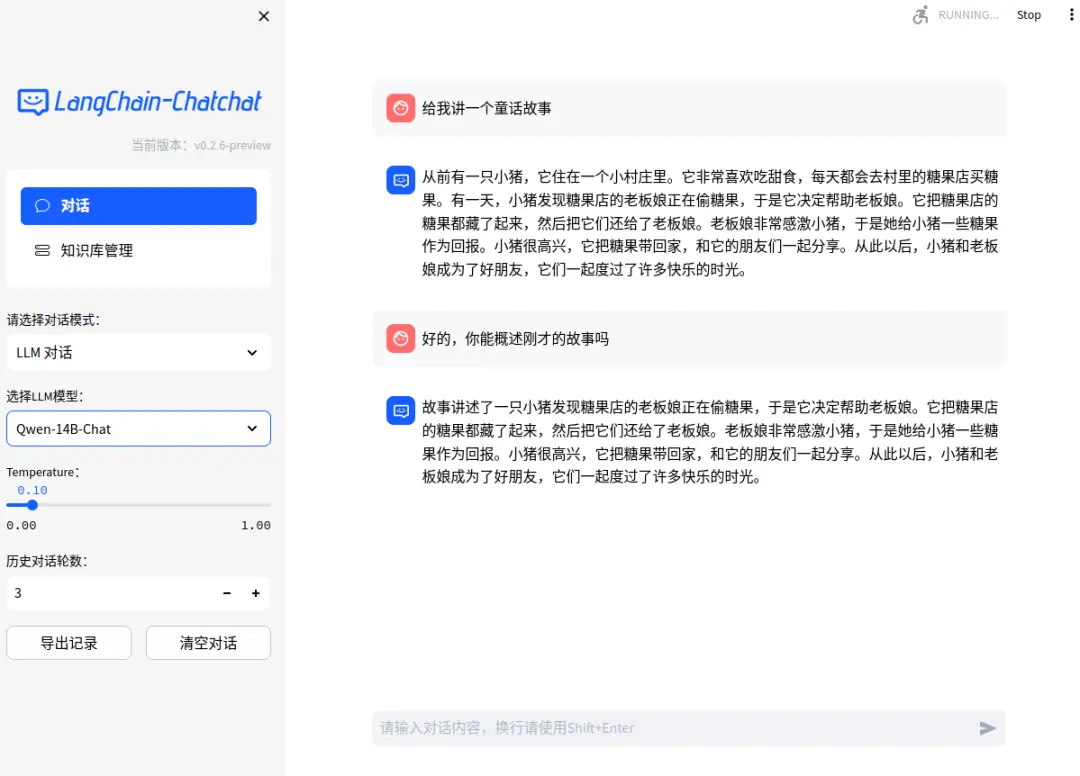 RUNNING...
Stop
LangChain-Chatchat
当前版本：v0.2.6-preview
对话
知识库管理
请选择对话模式：
LLM 对话
选择LLM模型：
Qwen-14B-Chat
Temperature：
0.10
0.00
1.00
历史对话轮数：
3
导出记录
清空对话
给我讲一个童话故事
从前有一只小猪，它住在一个小村庄里。它非常喜欢吃甜食，每天都会去村里的糖果店买糖
果。有一天，小猪发现糖果店的老板娘正在偷糖果，于是它决定帮助老板娘。它把糖果店的
糖果都藏了起来，然后把它们还给了老板娘。老板娘非常感激小猪，于是她给小猪一些糖果
作为回报。小猪很高兴，它把糖果带回家，和它的朋友们一起分享。从此以后，小猪和老板
娘成为了好朋友，它们一起度过了许多快乐的时光。
好的，你能概述刚才的故事吗
故事讲述了一只小猪发现糖果店的老板娘正在偷糖果，于是它决定帮助老板娘。它把糖果店
的糖果都藏了起来，然后把它们还给了老板娘。老板娘非常感激小猪，于是她给小猪一些糖
果作为回报。小猪很高兴，它把糖果带回家，和它的朋友们一起分享。从此以后，小猪和老
板娘成为了好朋友，它们一起度过了许多快乐的时光。
请输入对话内容，换行请使用Shift+Enter